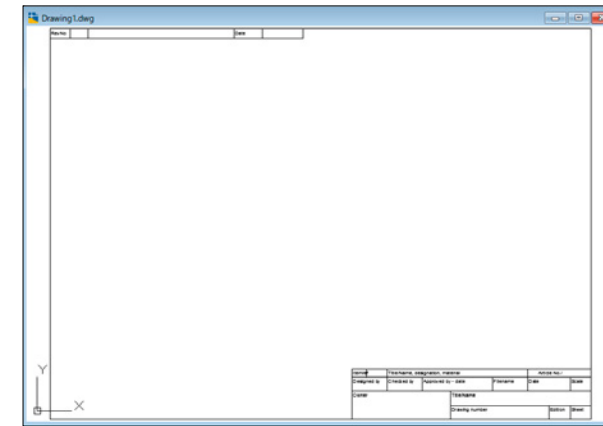 Drawing1.dwg
Rev No Date
Itemref Title/Name, designation, material Article No./
Designed by Checked by Approved by - date Filename Date Scale
Owner Title/Name
Drawing number Edition Sheet
Y
X